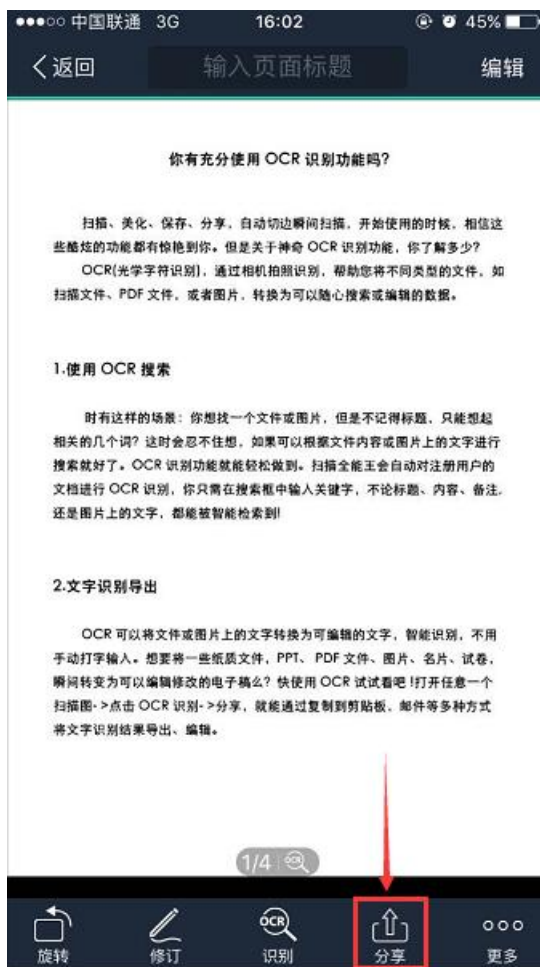 中国联通 3G 16:02 45%
返回 输入页面标题 编辑
你有充分使用 OCR 识别功能吗?
扫描、美化、保存、分享，自动切边瞬间扫描，开始使用的时候，相信这
些酷炫的功能都有惊艳到你。但是关于神奇 OCR 识别功能，你了解多少?
OCR(光学字符识别)，通过相机拍照识别，帮助您将不同类型的文件，如
扫描文件、PDF 文件，或者图片，转换为可以随心搜索或编辑的数据。
1.使用 OCR 搜索
时有这样的场景：你想找一个文件或图片，但是不记得标题、只能想起
相关的几个词？这时会忍不住想，如果可以根据文件内容或图片上的文字进行
搜索就好了。OCR 识别功能就能轻松做到。扫描全能王会自动对注册用户的
文档进行 OCR 识别，你只需在搜索框中输入关键字，不论标题、内容、备注，
还是图片上的文字，都能被智能检索到!
2.文字识别导出
OCR 可以将文件或图片上的文字转换为可编辑的文字，智能识别，不用
手动打字输入。想要将一些纸质文件，PPT、 PDF 文件、图片、名片、试卷，
瞬间转变为可以编辑修改的电子稿么？快使用 OCR 试试看吧 !打开任意一个
扫描图- >点击 OCR 识别- >分享，就能通过复制到剪贴板、邮件等多种方式
将文字识别结果导出、编辑。
1/4 OCR
OCR
旋转 修订 识别 分享 更多